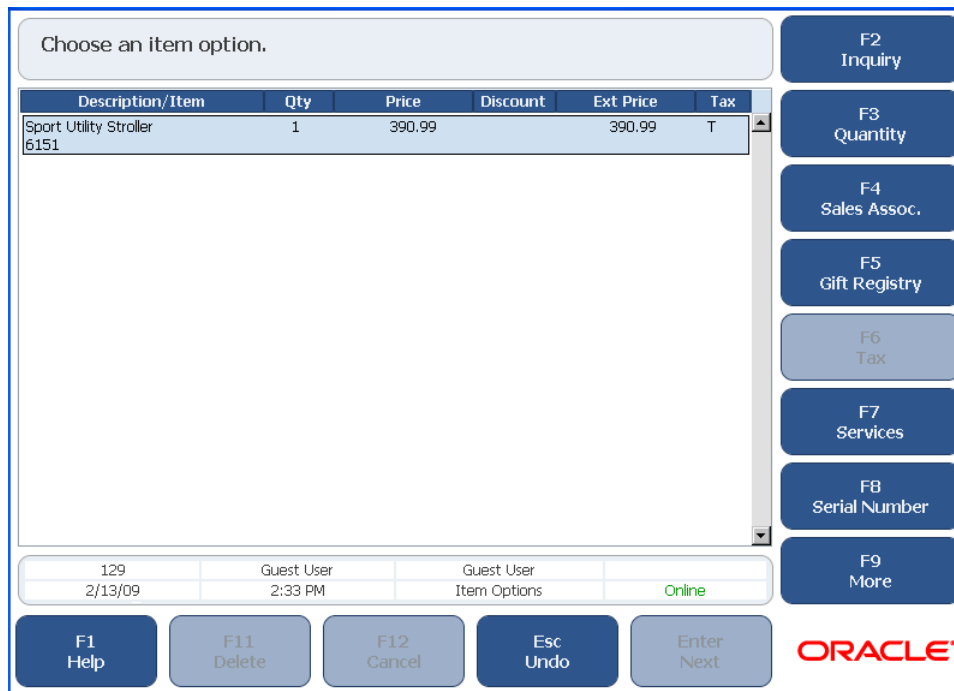 Choose an item option.
Description/Item Qty Price Discount Ext Price Tax
Sport Utility Stroller 1 390.99 390.99 T
6151
129 Guest User Guest User
2/13/09 2:33 PM Item Options Online
F2
Inquiry
F3
Quantity
F4
Sales Assoc.
F5
Gift Registry
F6
Tax
F7
Services
F8
Serial Number
F9
More
F1
Help
F11
Delete
F12
Cancel
Esc
Undo
Enter
Next
ORACLE